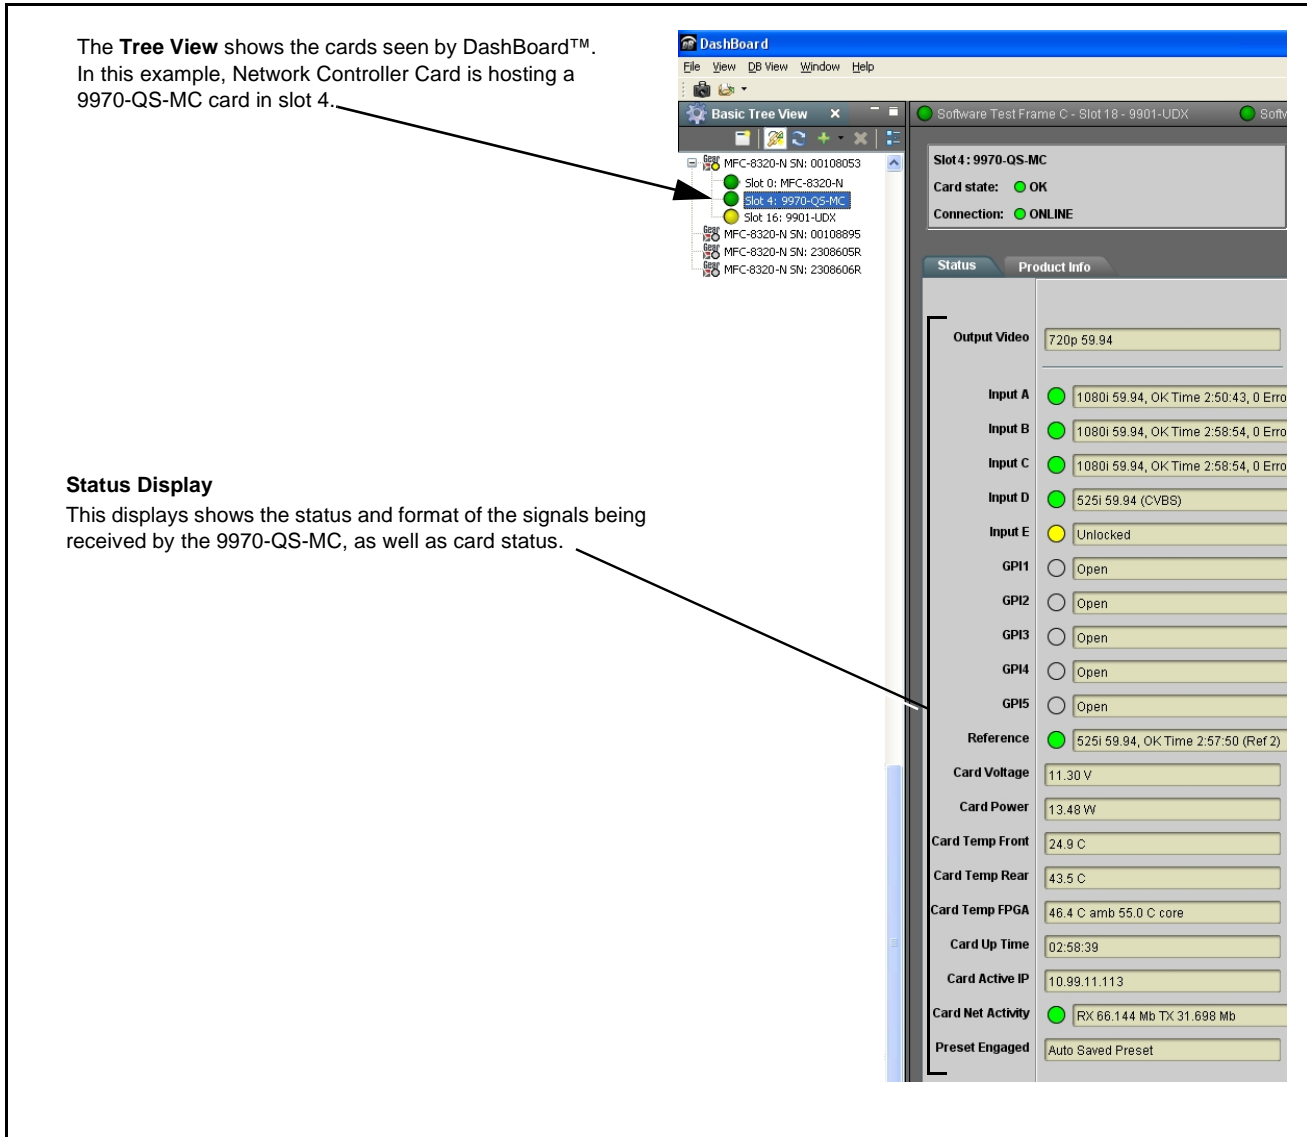 The Tree View shows the cards seen by DashBoard™.
In this example, Network Controller Card is hosting a
9970-QS-MC card in slot 4.
DashBoard
File View DB View Window Help
Basic Tree View
MFC-8320-N SN: 00108053
Slot 0: MFC-8320-N
Slot 4: 9970-QS-MC
Slot 16: 9901-UDX
MFC-8320-N SN: 00108895
MFC-8320-N SN: 2308605R
MFC-8320-N SN: 2308606R
Software Test Frame C - Slot 18 - 9901-UDX
Slot 4 : 9970-QS-MC
Card state: OK
Connection: ONLINE
Status Product Info
Status Display
This displays shows the status and format of the signals being
received by the 9970-QS-MC, as well as card status.
Output Video 720p 59.94
Input A 1080i 59.94, OK Time 2:50:43, 0 Erro
Input B 1080i 59.94, OK Time 2:58:54, 0 Erro
Input C 1080i 59.94, OK Time 2:58:54, 0 Erro
Input D 525i 59.94 (CVBS)
Input E Unlocked
GPI1 Open
GPI2 Open
GPI3 Open
GPI4 Open
GPI5 Open
Reference 525i 59.94, OK Time 2:57:50 (Ref 2)
Card Voltage 11.30 V
Card Power 13.48 W
Card Temp Front 24.9 C
Card Temp Rear 43.5 C
Card Temp FPGA 46.4 C amb 55.0 C core
Card Up Time 02:58:39
Card Active IP 10.99.11.113
Card Net Activity RX 66.144 Mb TX 31.698 Mb
Preset Engaged Auto Saved Preset